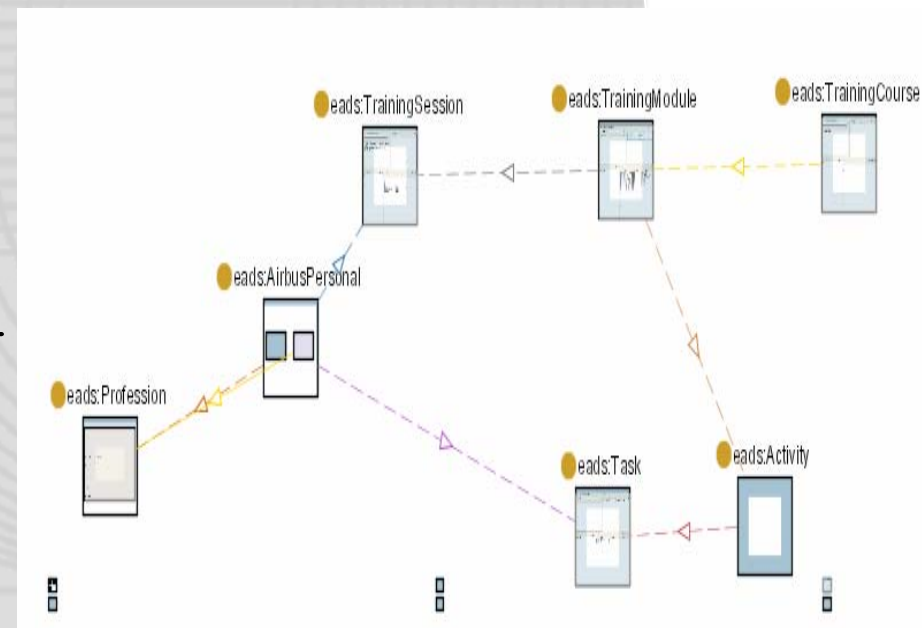 eads:TrainingSession
eads:TrainingModule
eads:TrainingCourse
eads:AirbusPersonal
eads:Profession
eads:Task
eads:Activity